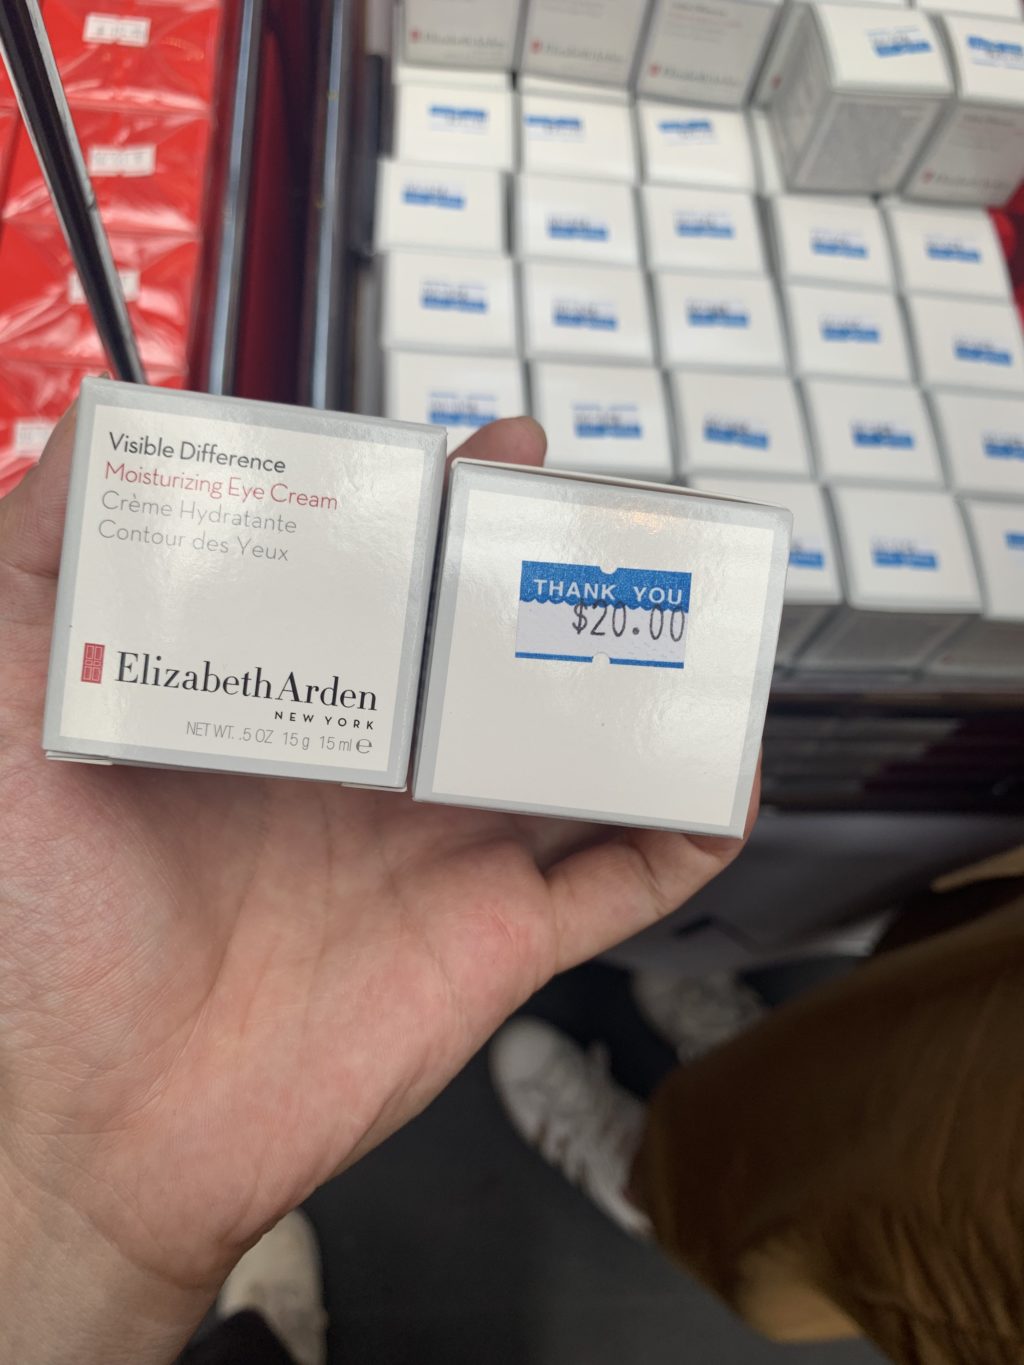 Visible Difference
Moisturizing Eye Cream
Crème Hydratante
Contour des Yeux
Elizabeth Arden
NEW YORK
NET WT. .5 OZ 15 g 15 ml ℮
THANK YOU
$20.00